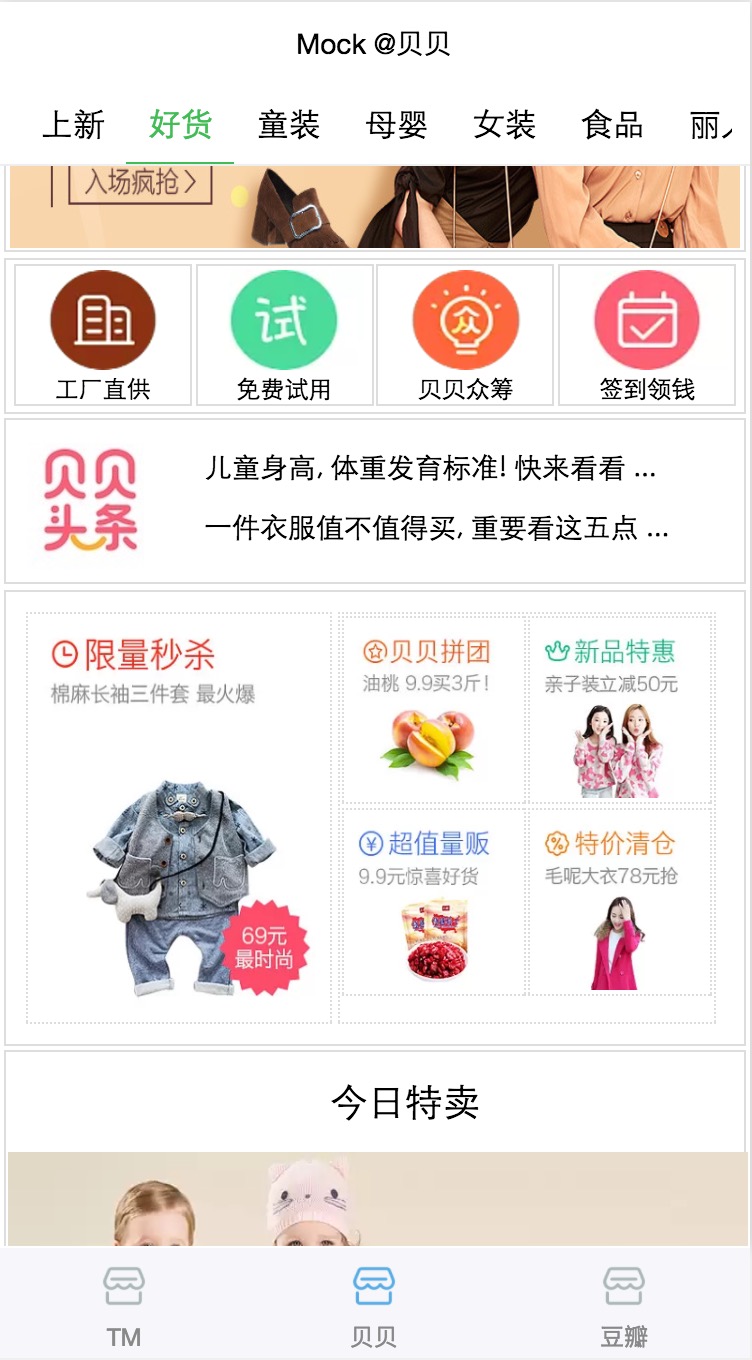 Mock @贝贝
上新 好货 童装 母婴 女装 食品 丽
入场疯抢
试
众
工厂直供 免费试用 贝贝众筹 签到领钱
贝贝
头条
儿童身高, 体重发育标准! 快来看看 ...
一件衣服值不值得买, 重要看这五点 ...
限量秒杀
棉麻长袖三件套 最火爆
69元
最时尚
贝贝拼团
油桃 9.9买3斤!
新品特惠
亲子装立减50元
¥ 超值量贩
9.9元惊喜好货
% 特价清仓
毛呢大衣78元抢
今日特卖
TM 贝贝 豆瓣